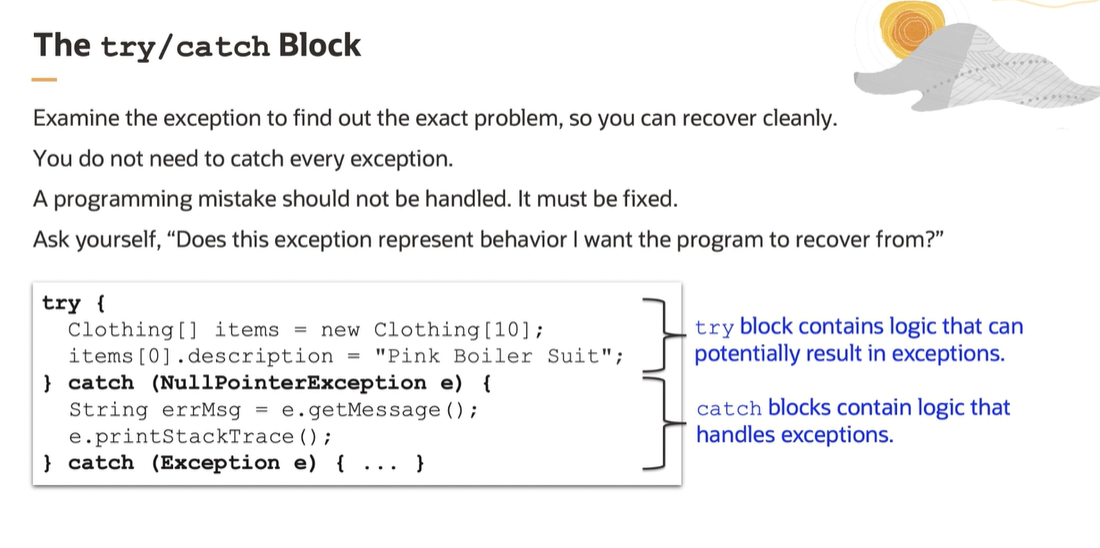 The try/catch Block
Examine the exception to find out the exact problem, so you can recover cleanly.
You do not need to catch every exception.
A programming mistake should not be handled. It must be fixed.
Ask yourself, “Does this exception represent behavior I want the program to recover from?”
try {
  Clothing[] items = new Clothing[10];
  items[0].description = "Pink Boiler Suit";
} catch (NullPointerException e) {
  String errMsg = e.getMessage();
  e.printStackTrace();
} catch (Exception e) { ... }
try block contains logic that can
potentially result in exceptions.
catch blocks contain logic that
handles exceptions.